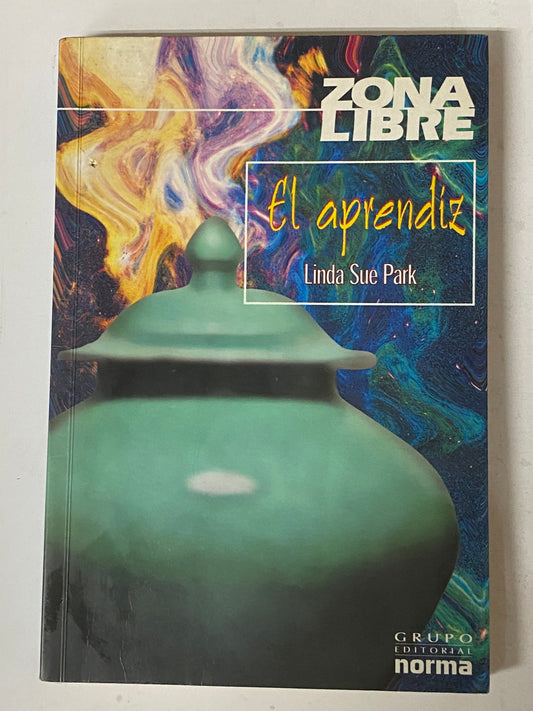 ZONA
LIBRE
El aprendiz
Linda Sue Park
GRUPO
EDITORIAL
norma